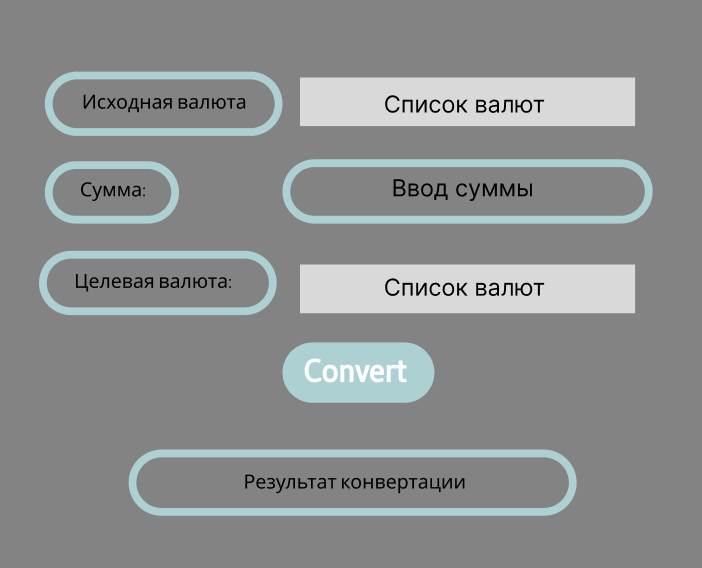 Исходная валюта
Список валют
Сумма:
Ввод суммы
Целевая валюта:
Список валют
Convert
Результат конвертации